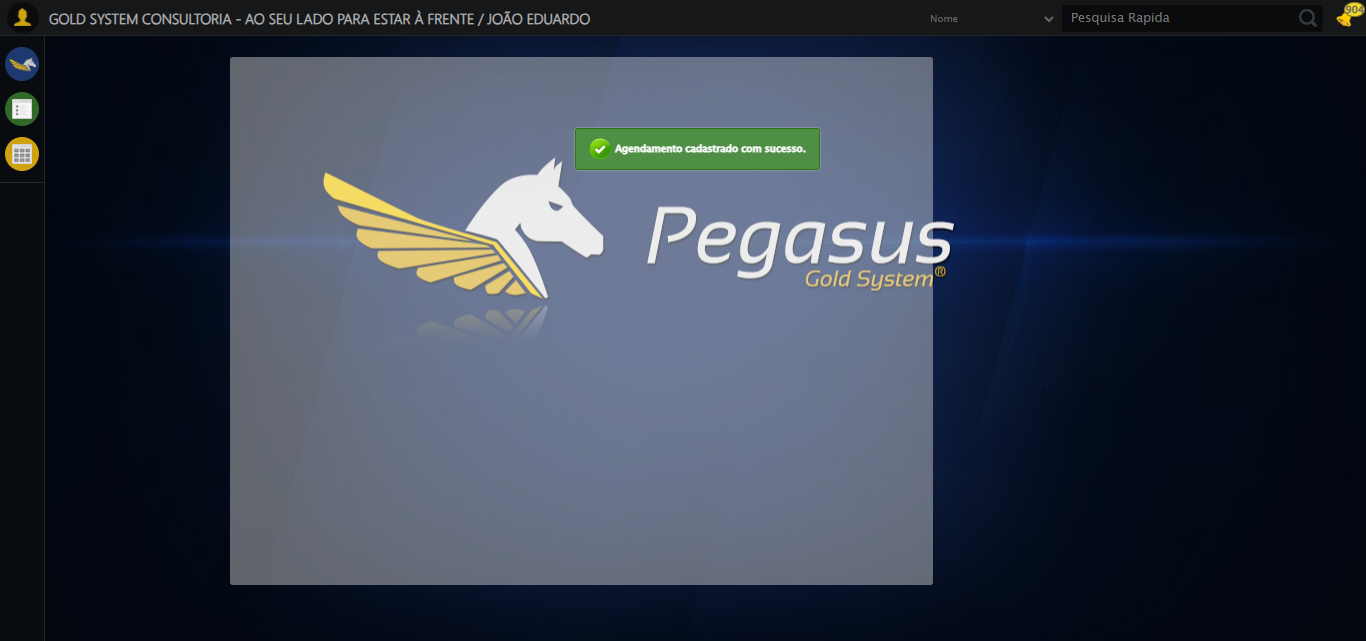 GOLD SYSTEM CONSULTORIA - AO SEU LADO PARA ESTAR À FRENTE / JOÃO EDUARDO
Nome
Pesquisa Rapida
904
Agendamento cadastrado com sucesso.
Pegasus
Gold System®